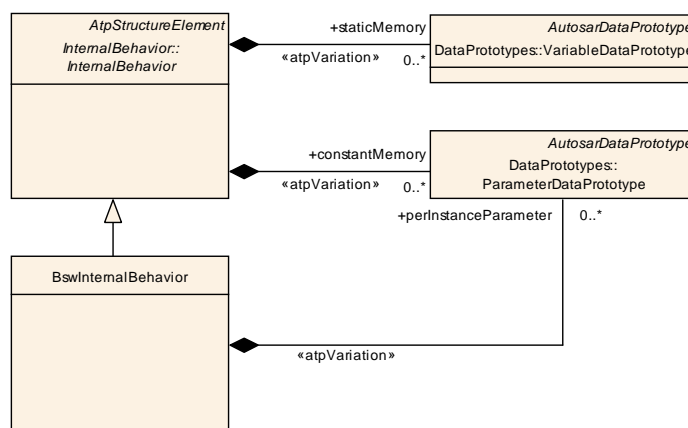 AtpStructureElement
InternalBehavior::
InternalBehavior
+staticMemory
«atpVariation» 0..*
AutosarDataPrototype
DataPrototypes::VariableDataPrototype
+constantMemory
«atpVariation» 0..*
AutosarDataPrototype
DataPrototypes::
ParameterDataPrototype
+perInstanceParameter 0..*
BswInternalBehavior
«atpVariation»